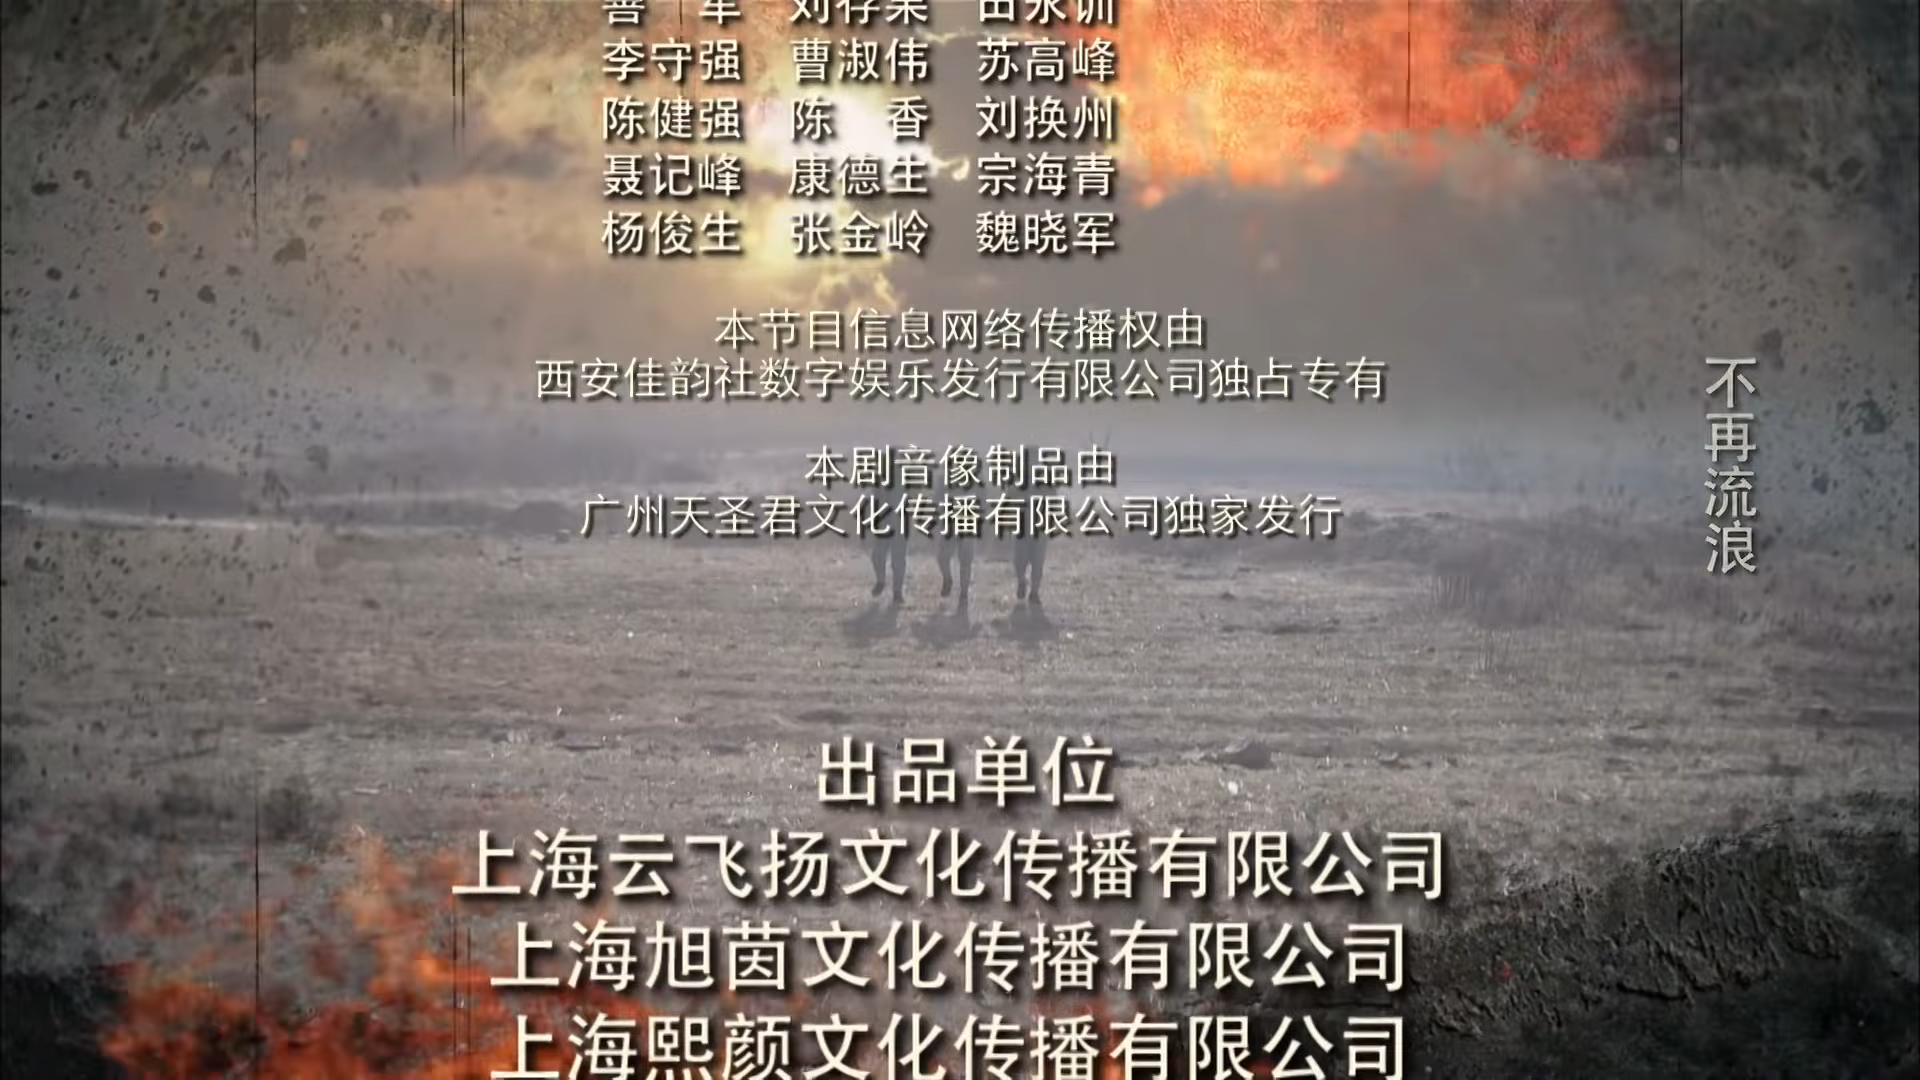 李守强 曹淑伟 苏高峰
陈健强 陈 香 刘换州
聂记峰 康德生 宗海青
杨俊生 张金岭 魏晓军
本节目信息网络传播权由
西安佳韵社数字娱乐发行有限公司独占专有
本剧音像制品由
广州天圣君文化传播有限公司独家发行
不再流浪
出品单位
上海云飞扬文化传播有限公司
上海旭茵文化传播有限公司
上海熙颜文化传播有限公司